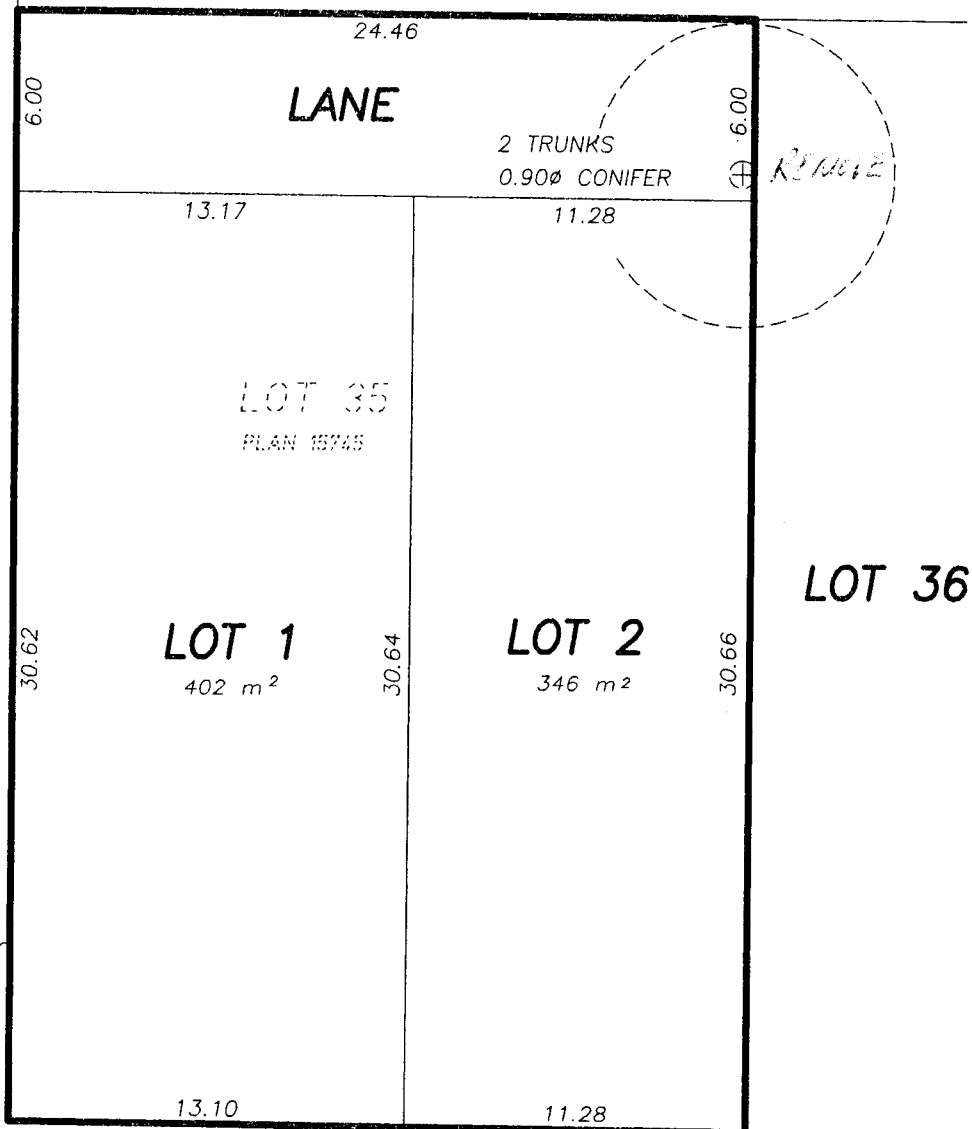 24.46
6.00
LANE
6.00
2 TRUNKS
0.90ø CONIFER
REMOVE
13.17
11.28
LOT 35
PLAN 15745
LOT 36
30.62
LOT 1
402 m²
30.64
LOT 2
346 m²
30.66
13.10
11.28